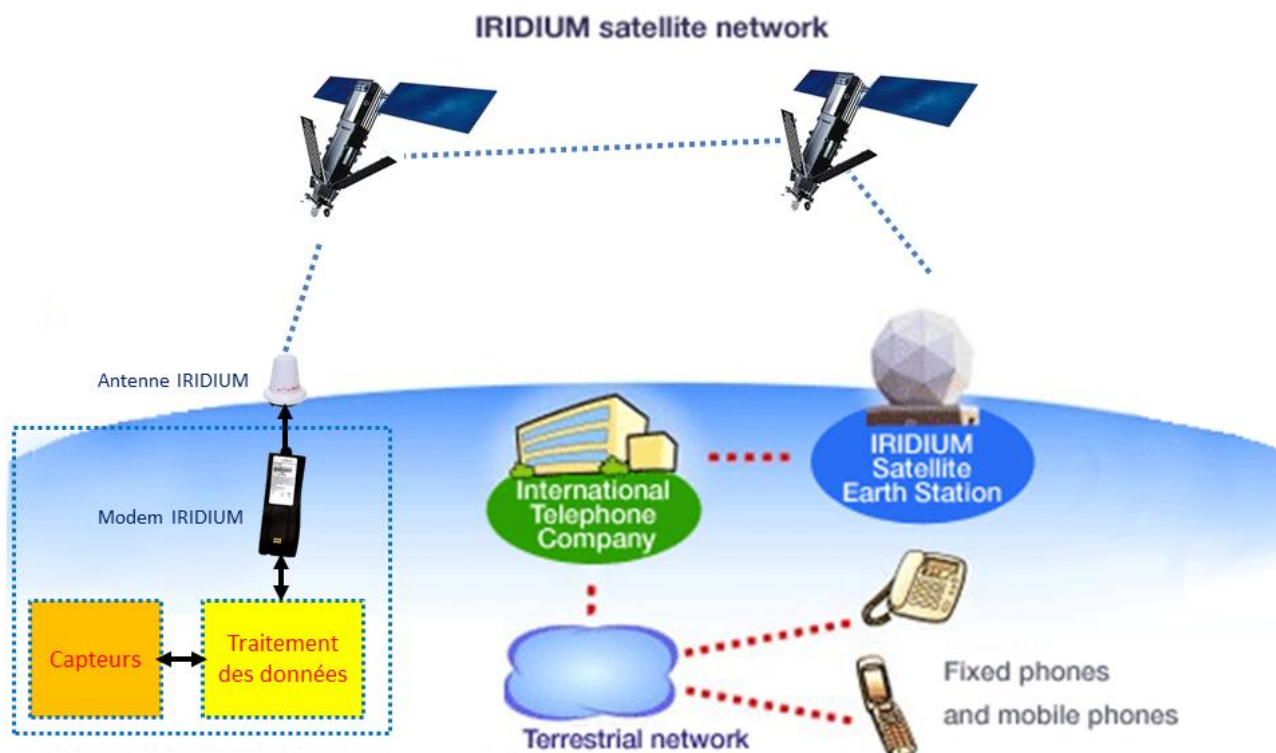 IRIDIUM satellite network
Antenne IRIDIUM
Modem IRIDIUM
Capteurs
Traitement
des données
International
Telephone
Company
IRIDIUM
Satellite
Earth Station
Terrestrial network
Fixed phones
and mobile phones